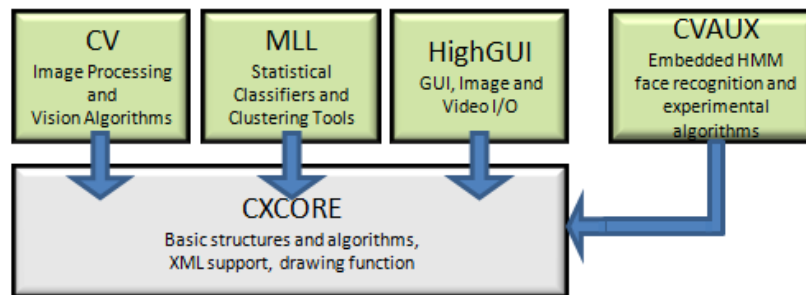 CV
Image Processing
and
Vision Algorithms
MLL
Statistical
Classifiers and
Clustering Tools
HighGUI
GUI, Image and
Video I/O
CVAUX
Embedded HMM
face recognition and
experimental
algorithms
CXCORE
Basic structures and algorithms,
XML support, drawing function